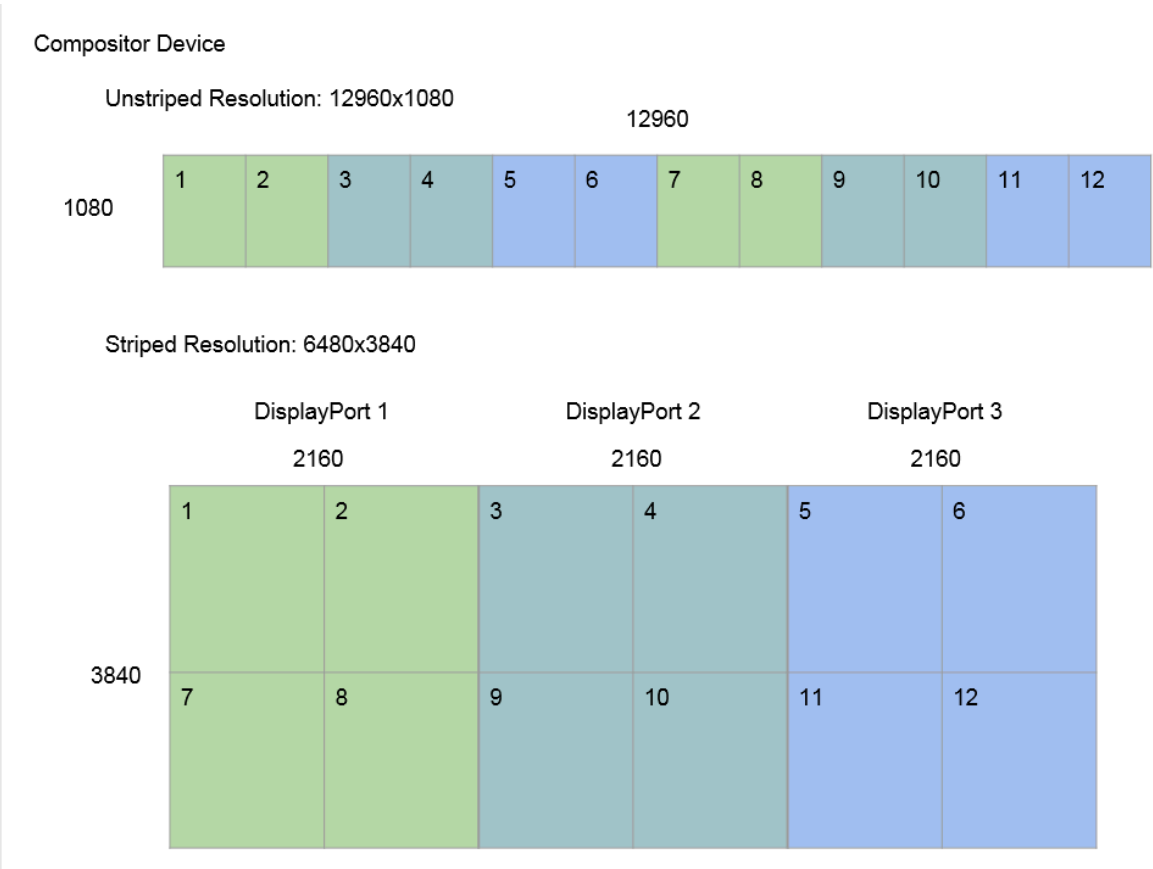 Compositor Device
Unstriped Resolution: 12960x1080
12960
1080
1 2 3 4 5 6 7 8 9 10 11 12
Striped Resolution: 6480x3840
DisplayPort 1 DisplayPort 2 DisplayPort 3
2160 2160 2160
1 2 3 4 5 6
3840
7 8 9 10 11 12